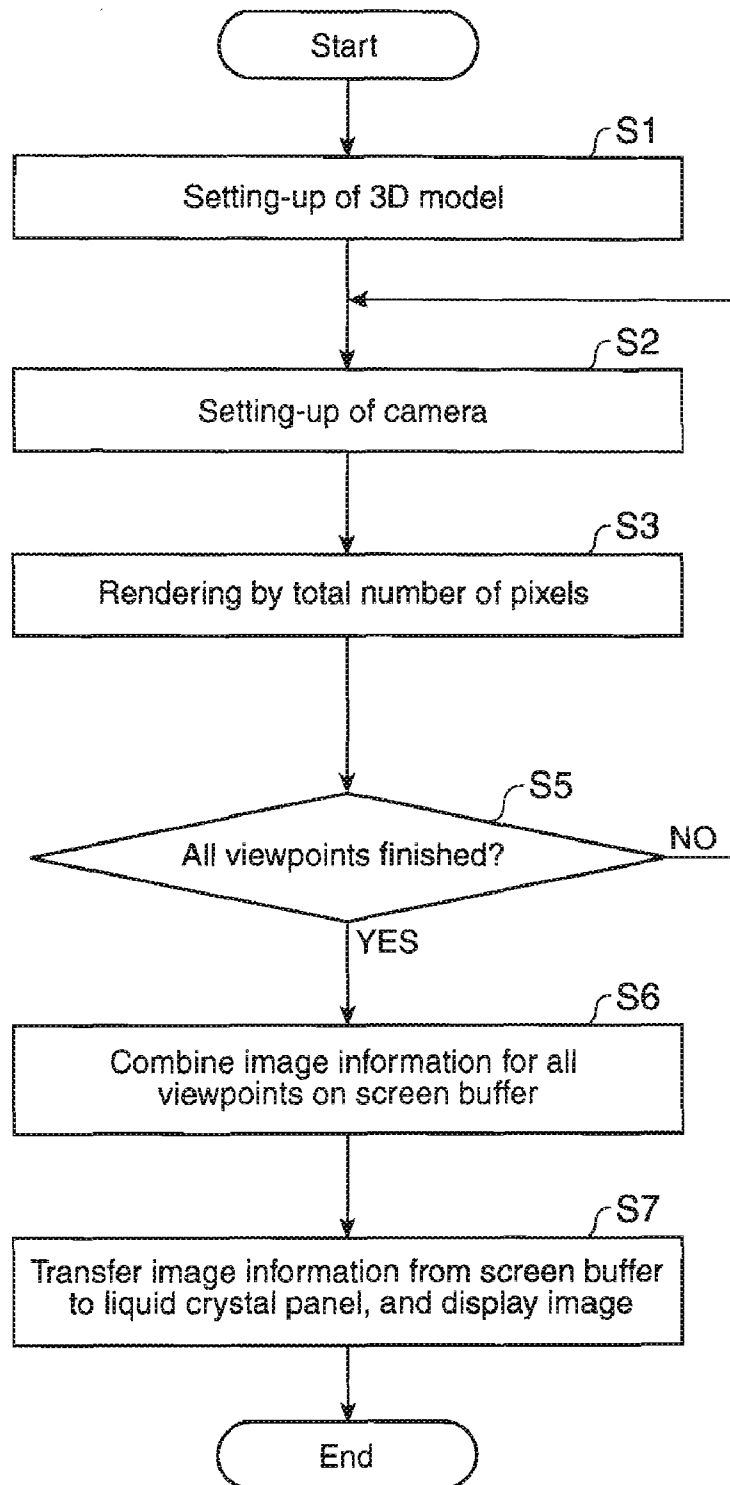 Start
S1
Setting-up of 3D model
S2
Setting-up of camera
S3
Rendering by total number of pixels
S5
All viewpoints finished?
NO
YES
S6
Combine image information for all
viewpoints on screen buffer
S7
Transfer image information from screen buffer
to liquid crystal panel, and display image
End